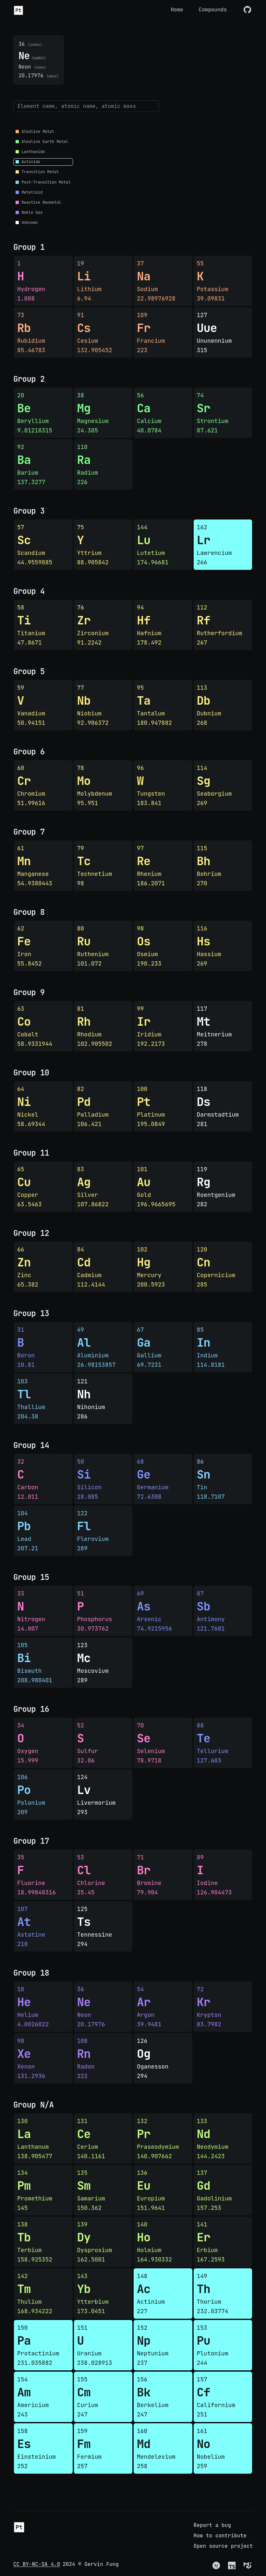 Pt
Home
Compounds
36 (index)
Ne (symbol)
Neon (name)
20.17976 (mass)
Element name, atomic name, atomic mass
Alkaline Metal
Alkaline Earth Metal
Lanthanide
Actinide
Transition Metal
Post-Transition Metal
Metalloid
Reactive Nonmetal
Noble Gas
Unknown
Group 1
1
H
Hydrogen
1.008
19
Li
Lithium
6.94
37
Na
Sodium
22.98976928
55
K
Potassium
39.09831
73
Rb
Rubidium
85.46783
91
Cs
Cesium
132.905452
109
Fr
Francium
223
127
Uue
Ununennium
315
Group 2
20
Be
Beryllium
9.01218315
38
Mg
Magnesium
24.305
56
Ca
Calcium
40.0784
74
Sr
Strontium
87.621
92
Ba
Barium
137.3277
110
Ra
Radium
226
Group 3
57
Sc
Scandium
44.9559085
75
Y
Yttrium
88.905842
144
Lu
Lutetium
174.96681
162
Lr
Lawrencium
266
Group 4
58
Ti
Titanium
47.8671
76
Zr
Zirconium
91.2242
94
Hf
Hafnium
178.492
112
Rf
Rutherfordium
267
Group 5
59
V
Vanadium
50.94151
77
Nb
Niobium
92.906372
95
Ta
Tantalum
180.947882
113
Db
Dubnium
268
Group 6
60
Cr
Chromium
51.99616
78
Mo
Molybdenum
95.951
96
W
Tungsten
183.841
114
Sg
Seaborgium
269
Group 7
61
Mn
Manganese
54.9380443
79
Tc
Technetium
98
97
Re
Rhenium
186.2071
115
Bh
Bohrium
270
Group 8
62
Fe
Iron
55.8452
80
Ru
Ruthenium
101.072
98
Os
Osmium
190.233
116
Hs
Hassium
269
Group 9
63
Co
Cobalt
58.9331944
81
Rh
Rhodium
102.905502
99
Ir
Iridium
192.2173
117
Mt
Meitnerium
278
Group 10
64
Ni
Nickel
58.69344
82
Pd
Palladium
106.421
100
Pt
Platinum
195.0849
118
Ds
Darmstadtium
281
Group 11
65
Cu
Copper
63.5463
83
Ag
Silver
107.86822
101
Au
Gold
196.9665695
119
Rg
Roentgenium
282
Group 12
66
Zn
Zinc
65.382
84
Cd
Cadmium
112.4144
102
Hg
Mercury
200.5923
120
Cn
Copernicium
285
Group 13
31
B
Boron
10.81
49
Al
Aluminium
26.98153857
67
Ga
Gallium
69.7231
85
In
Indium
114.8181
103
Tl
Thallium
204.38
121
Nh
Nihonium
286
Group 14
32
C
Carbon
12.011
50
Si
Silicon
28.085
68
Ge
Germanium
72.6308
86
Sn
Tin
118.7107
104
Pb
Lead
207.21
122
Fl
Flerovium
289
Group 15
33
N
Nitrogen
14.007
51
P
Phosphorus
30.973762
69
As
Arsenic
74.9215956
87
Sb
Antimony
121.7601
105
Bi
Bismuth
208.980401
123
Mc
Moscovium
289
Group 16
34
O
Oxygen
15.999
52
S
Sulfur
32.06
70
Se
Selenium
78.9718
88
Te
Tellurium
127.603
106
Po
Polonium
209
124
Lv
Livermorium
293
Group 17
35
F
Fluorine
18.99840316
53
Cl
Chlorine
35.45
71
Br
Bromine
79.904
89
I
Iodine
126.904473
107
At
Astatine
210
125
Ts
Tennessine
294
Group 18
18
He
Helium
4.0026022
36
Ne
Neon
20.17976
54
Ar
Argon
39.9481
72
Kr
Krypton
83.7982
90
Xe
Xenon
131.2936
108
Rn
Radon
222
126
Og
Oganesson
294
Group N/A
130
La
Lanthanum
138.905477
131
Ce
Cerium
140.1161
132
Pr
Praseodymium
140.907662
133
Nd
Neodymium
144.2423
134
Pm
Promethium
145
135
Sm
Samarium
150.362
136
Eu
Europium
151.9641
137
Gd
Gadolinium
157.253
138
Tb
Terbium
158.925352
139
Dy
Dysprosium
162.5001
140
Ho
Holmium
164.930332
141
Er
Erbium
167.2593
142
Tm
Thulium
168.934222
143
Yb
Ytterbium
173.0451
148
Ac
Actinium
227
149
Th
Thorium
232.03774
150
Pa
Protactinium
231.035882
151
U
Uranium
238.028913
152
Np
Neptunium
237
153
Pu
Plutonium
244
154
Am
Americium
243
155
Cm
Curium
247
156
Bk
Berkelium
247
157
Cf
Californium
251
158
Es
Einsteinium
252
159
Fm
Fermium
257
160
Md
Mendelevium
258
161
No
Nobelium
259
Pt
Report a bug
How to contribute
Open source project
CC BY-NC-SA 4.0 2024 © Gervin Fung